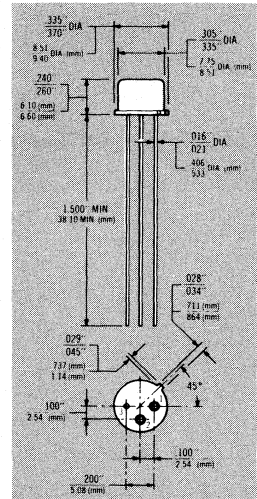 .335
370" DIA
8.51
9.40 DIA. (mm)
.305
.335" DIA
7.75
8.51 DIA. (mm)
.240
260"
6.10 (mm)
6.60 (mm)
.016
.021 DIA
.406
.533 DIA. (mm)
1.500" MIN
38.10 MIN (mm)
.028
.034"
.711 (mm)
.864 (mm)
.029
.045"
.737 (mm)
1.14 (mm)
45°
.100"
2.54 (mm)
.100"
2.54 (mm)
.200"
5.08 (mm)